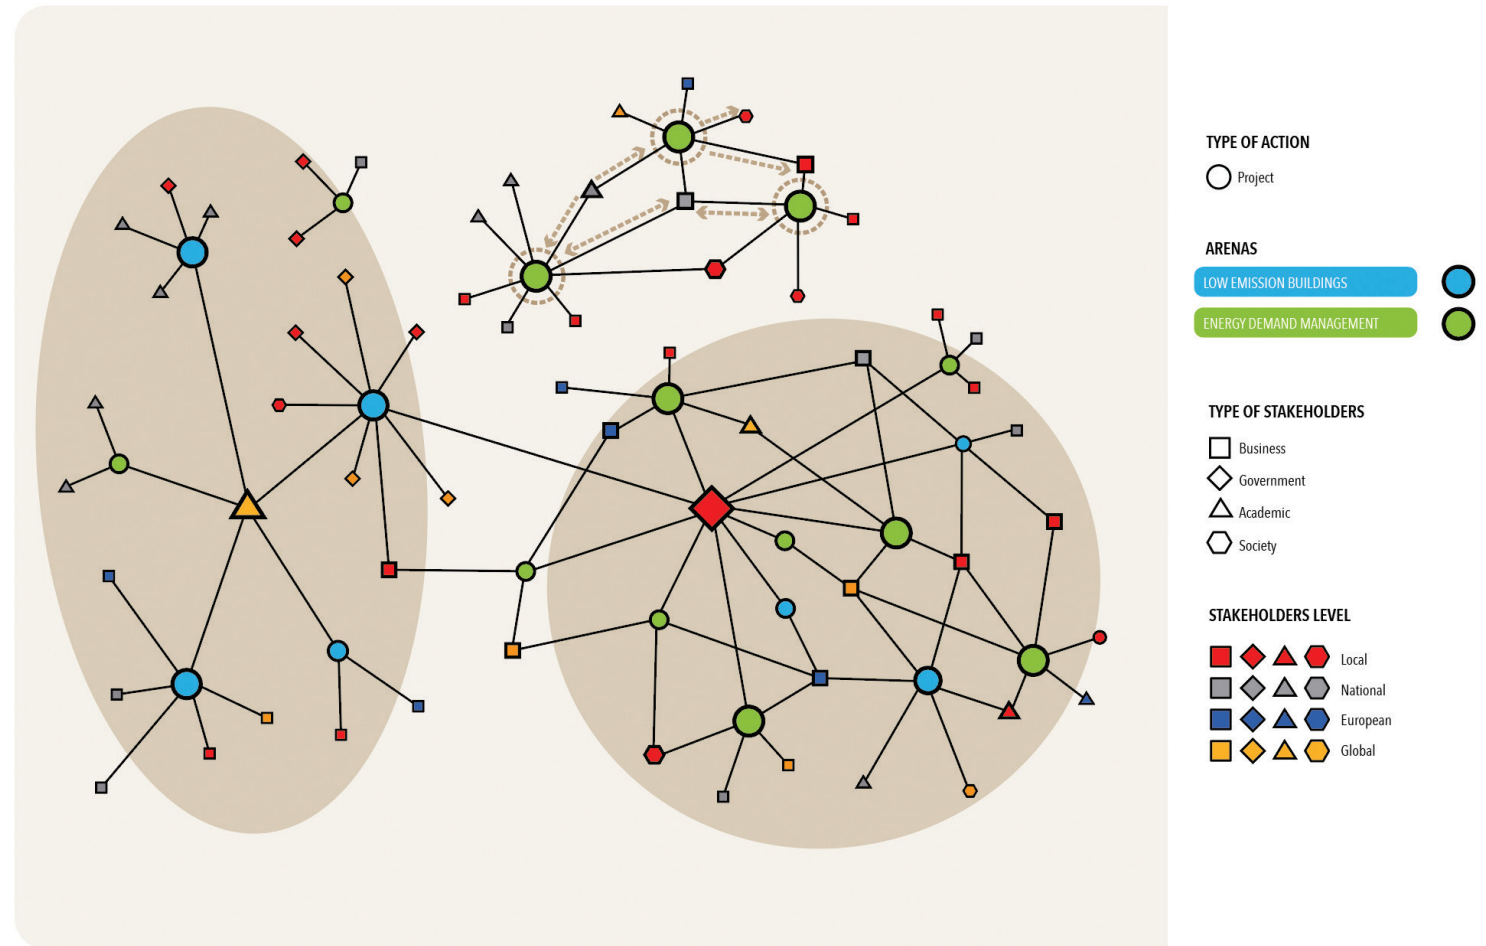 TYPE OF ACTION
Project
ARENAS
LOW EMISSION BUILDINGS
ENERGY DEMAND MANAGEMENT
TYPE OF STAKEHOLDERS
Business
Government
Academic
Society
STAKEHOLDERS LEVEL
Local
National
European
Global